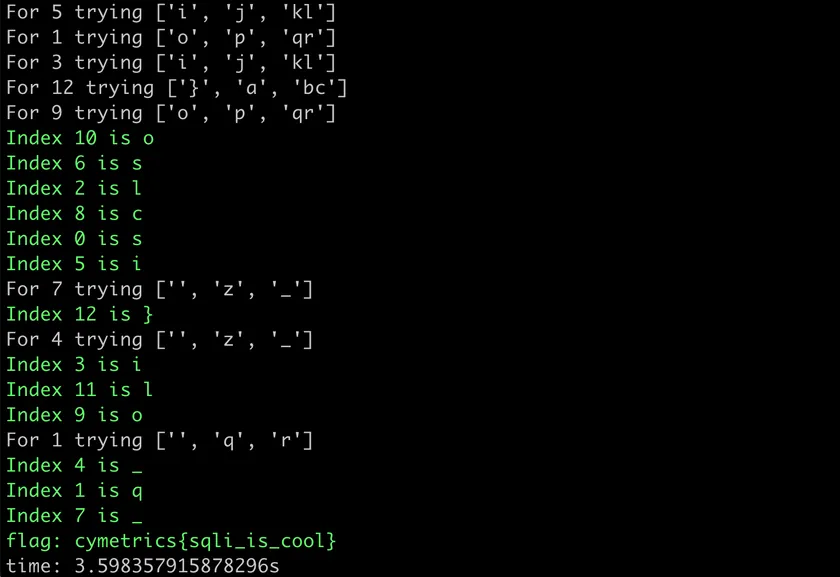 For 5 trying ['i', 'j', 'kl']
For 1 trying ['o', 'p', 'qr']
For 3 trying ['i', 'j', 'kl']
For 12 trying ['}', 'a', 'bc']
For 9 trying ['o', 'p', 'qr']
Index 10 is o
Index 6 is s
Index 2 is l
Index 8 is c
Index 0 is s
Index 5 is i
For 7 trying ['', 'z', '_']
Index 12 is }
For 4 trying ['', 'z', '_']
Index 3 is i
Index 11 is l
Index 9 is o
For 1 trying ['', 'q', 'r']
Index 4 is _
Index 1 is q
Index 7 is _
flag: cymetrics{sqli_is_cool}
time: 3.598357915878296s